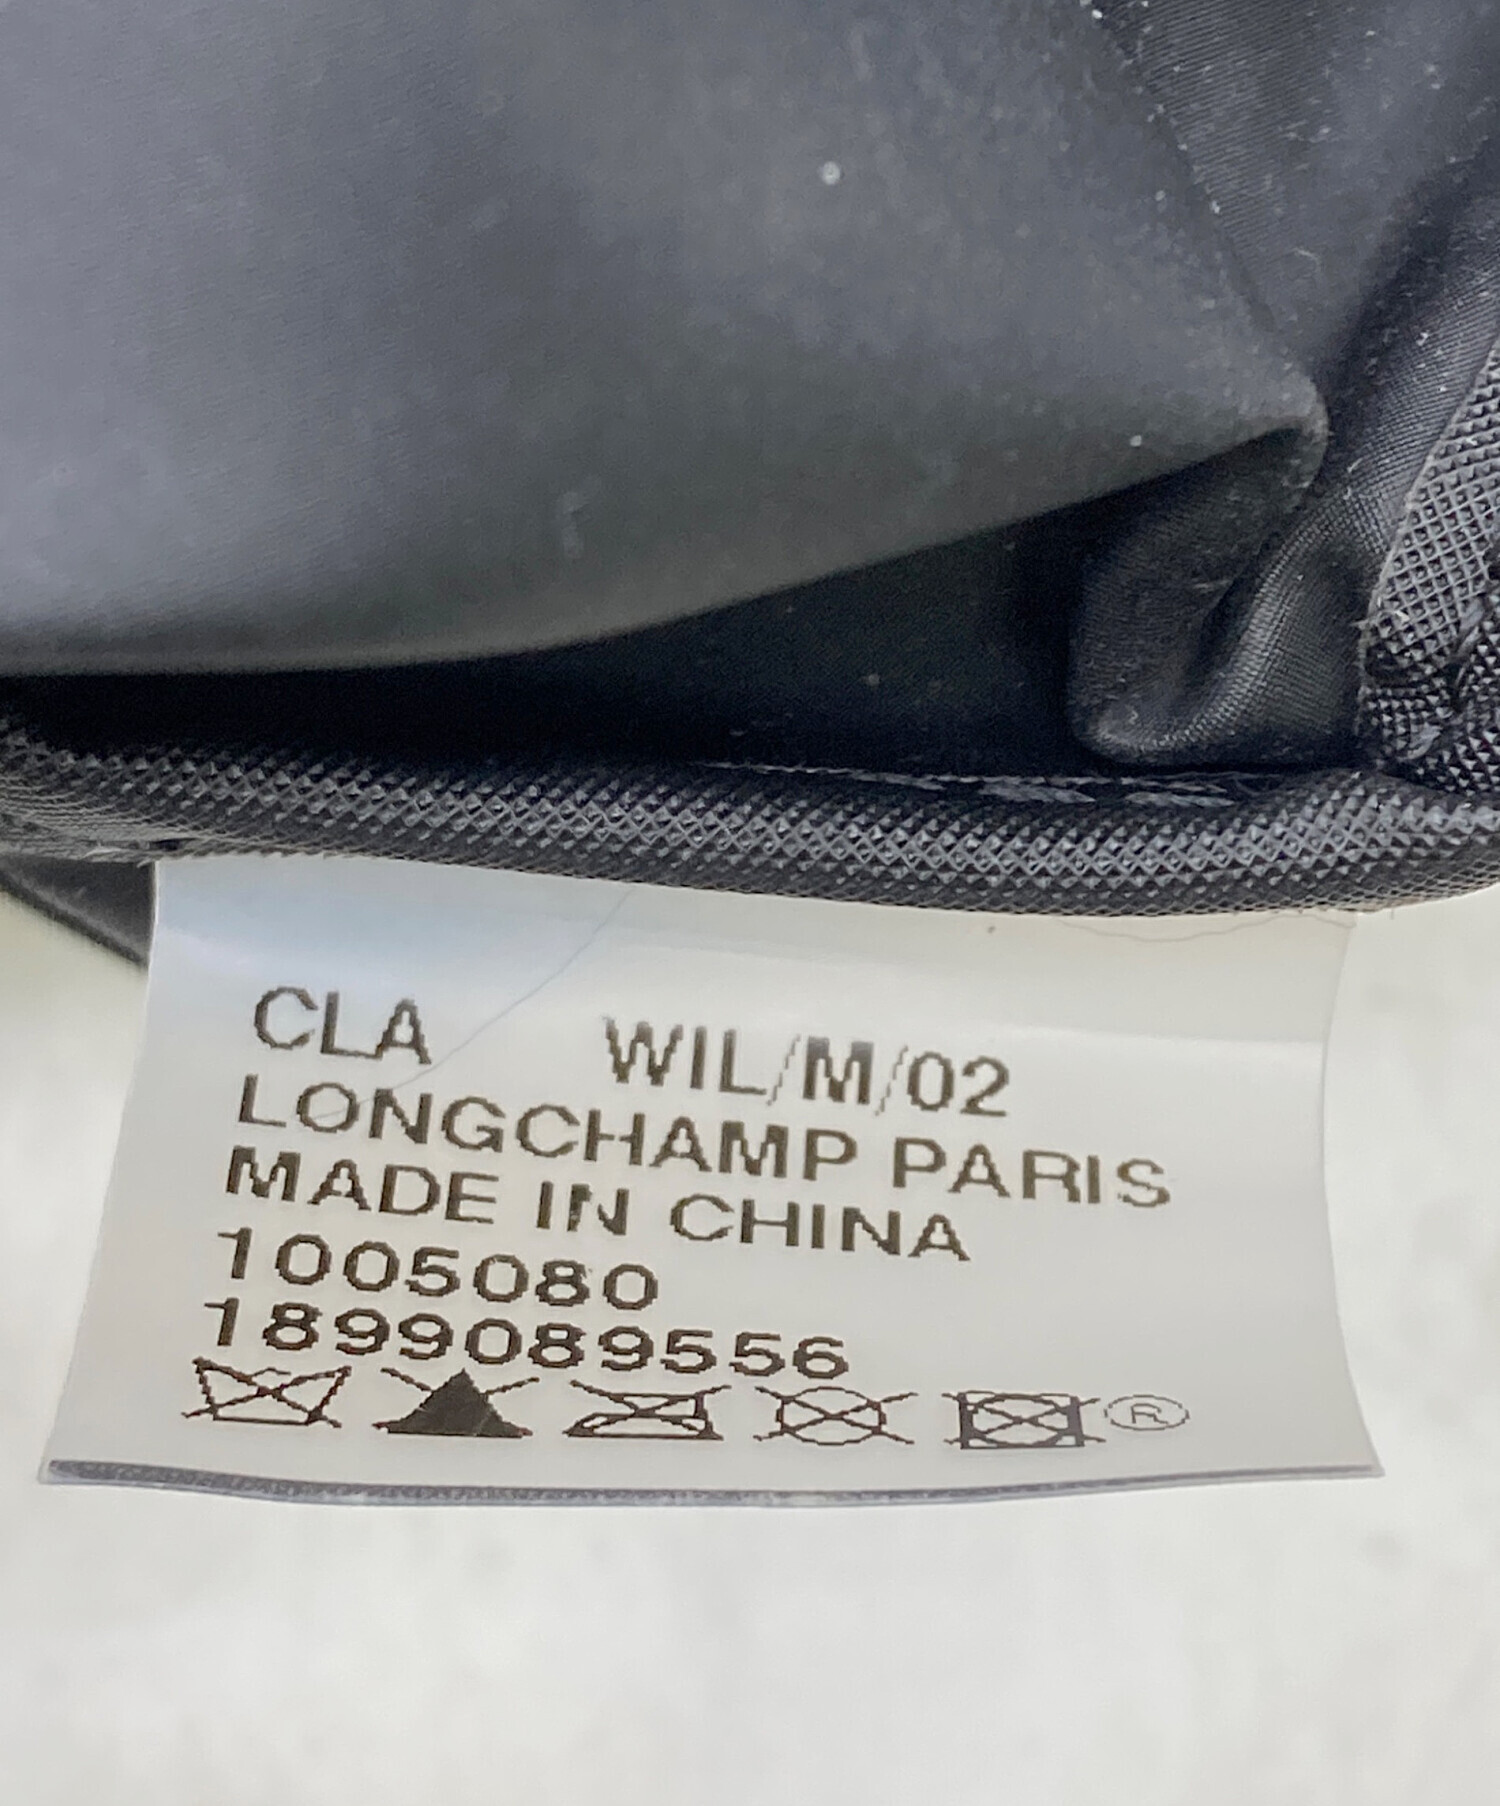 CLA WIL/M/02
LONGCHAMP PARIS
MADE IN CHINA
1005080
1899089556
®